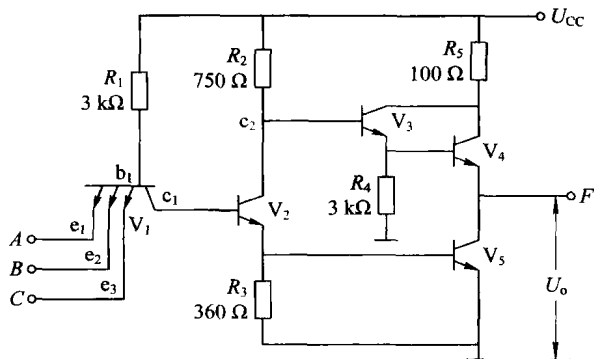 U_CC
R_1
3 kΩ
R_2
750 Ω
R_5
100 Ω
c_2
V_3
V_4
b_1
c_1
R_4
3 kΩ
V_2
F
e_1
V_1
A
e_2
B
e_3
C
V_5
R_3
360 Ω
U_o